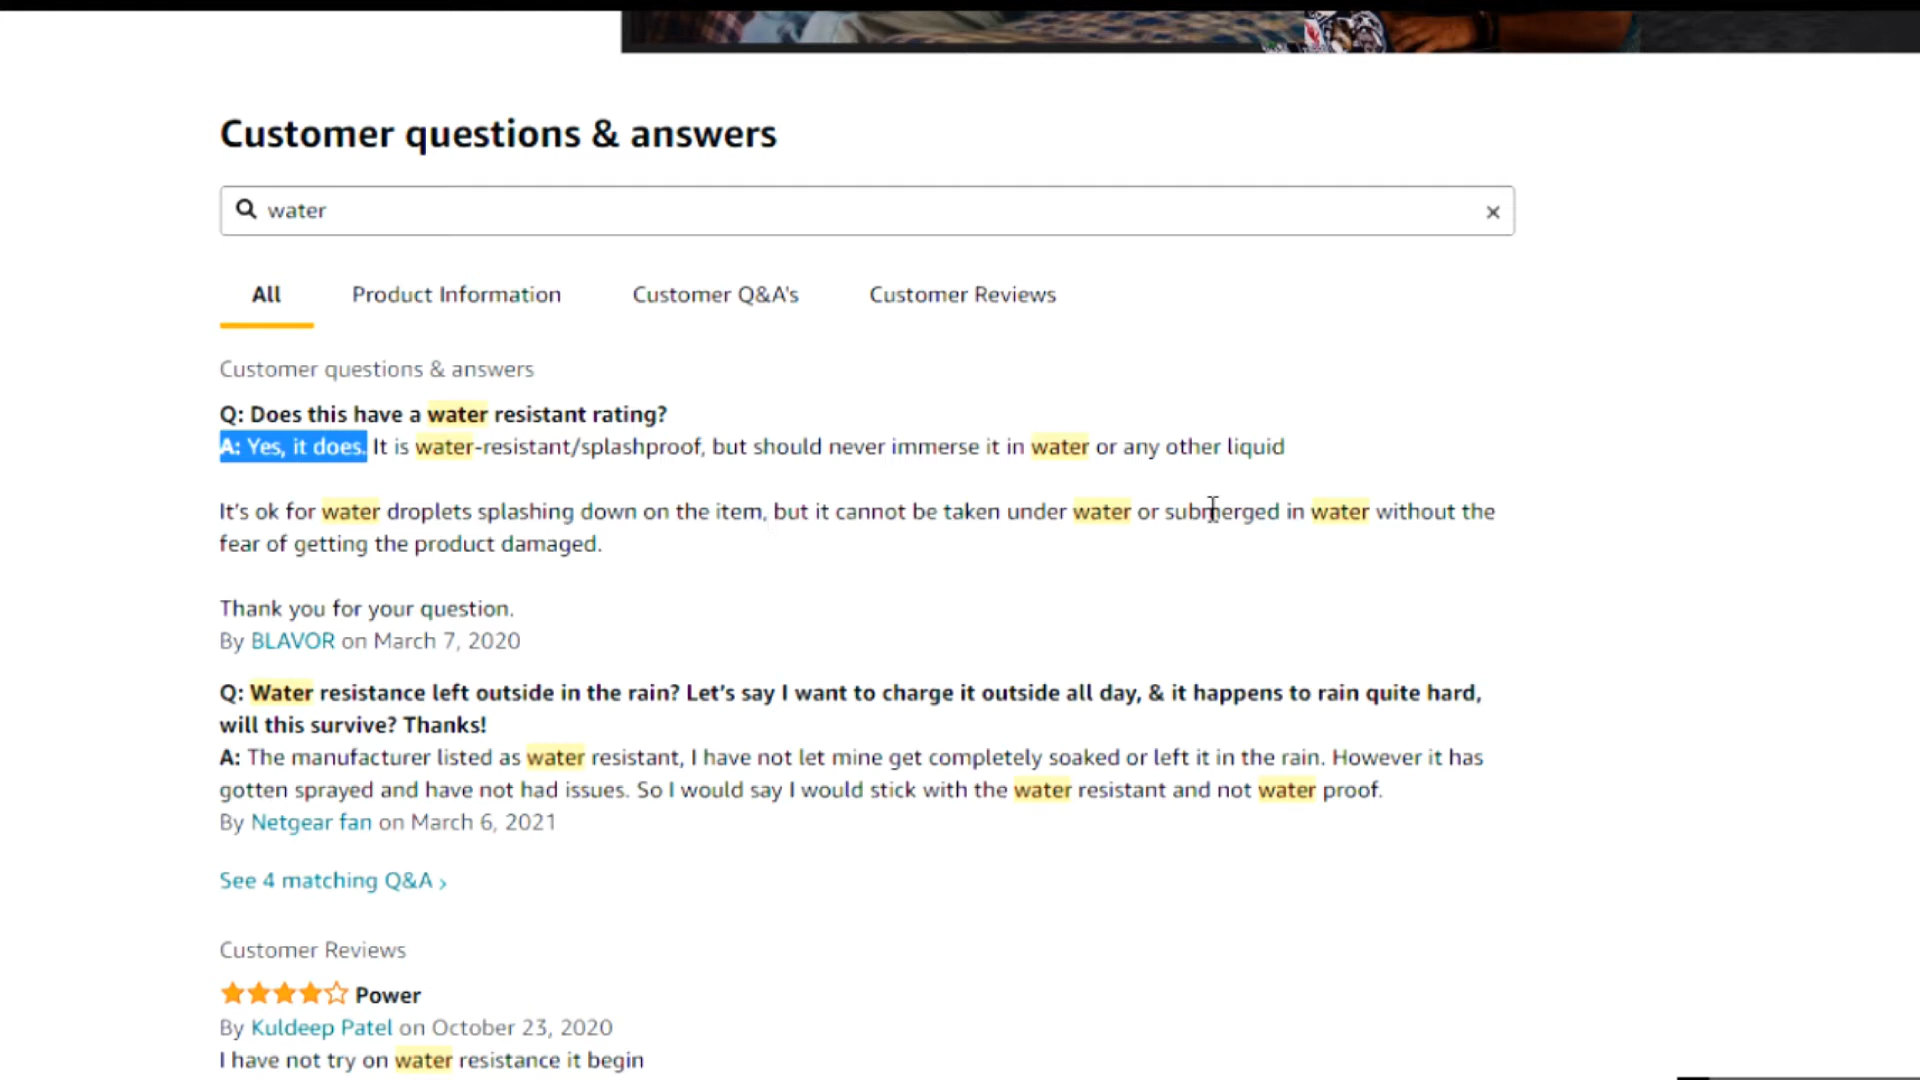 Customer questions & answers
water
All Product Information Customer Q&A's Customer Reviews
Customer questions & answers
Q: Does this have a water resistant rating?
A: Yes, it does. It is water-resistant/splashproof, but should never immerse it in water or any other liquid
It's ok for water droplets splashing down on the item, but it cannot be taken under water or submerged in water without the
fear of getting the product damaged.
Thank you for your question.
By BLAVOR on March 7, 2020
Q: Water resistance left outside in the rain? Let's say I want to charge it outside all day, & it happens to rain quite hard,
will this survive? Thanks!
A: The manufacturer listed as water resistant, I have not let mine get completely soaked or left it in the rain. However it has
gotten sprayed and have not had issues. So I would say I would stick with the water resistant and not water proof.
By Netgear fan on March 6, 2021
See 4 matching Q&A ›
Customer Reviews
Power
By Kuldeep Patel on October 23, 2020
I have not try on water resistance it begin